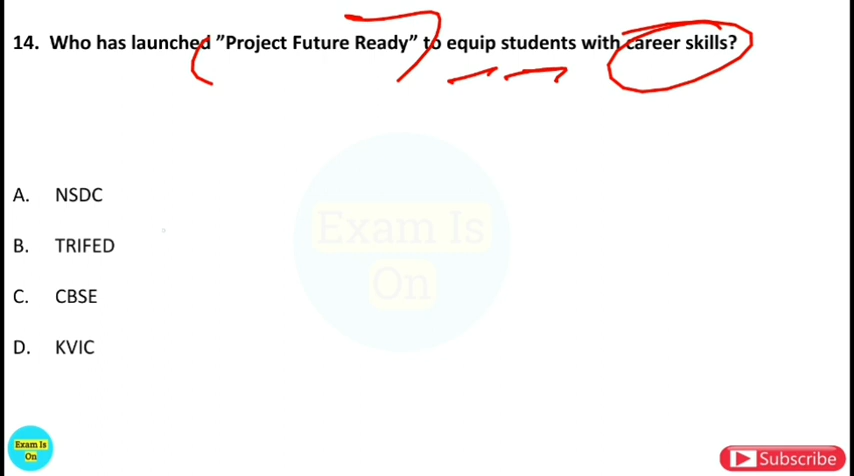 14. Who has launched ”Project Future Ready” to equip students with career skills?
A. NSDC
Exam Is
On
B. TRIFED
C. CBSE
D. KVIC
Exam Is
On
Subscribe